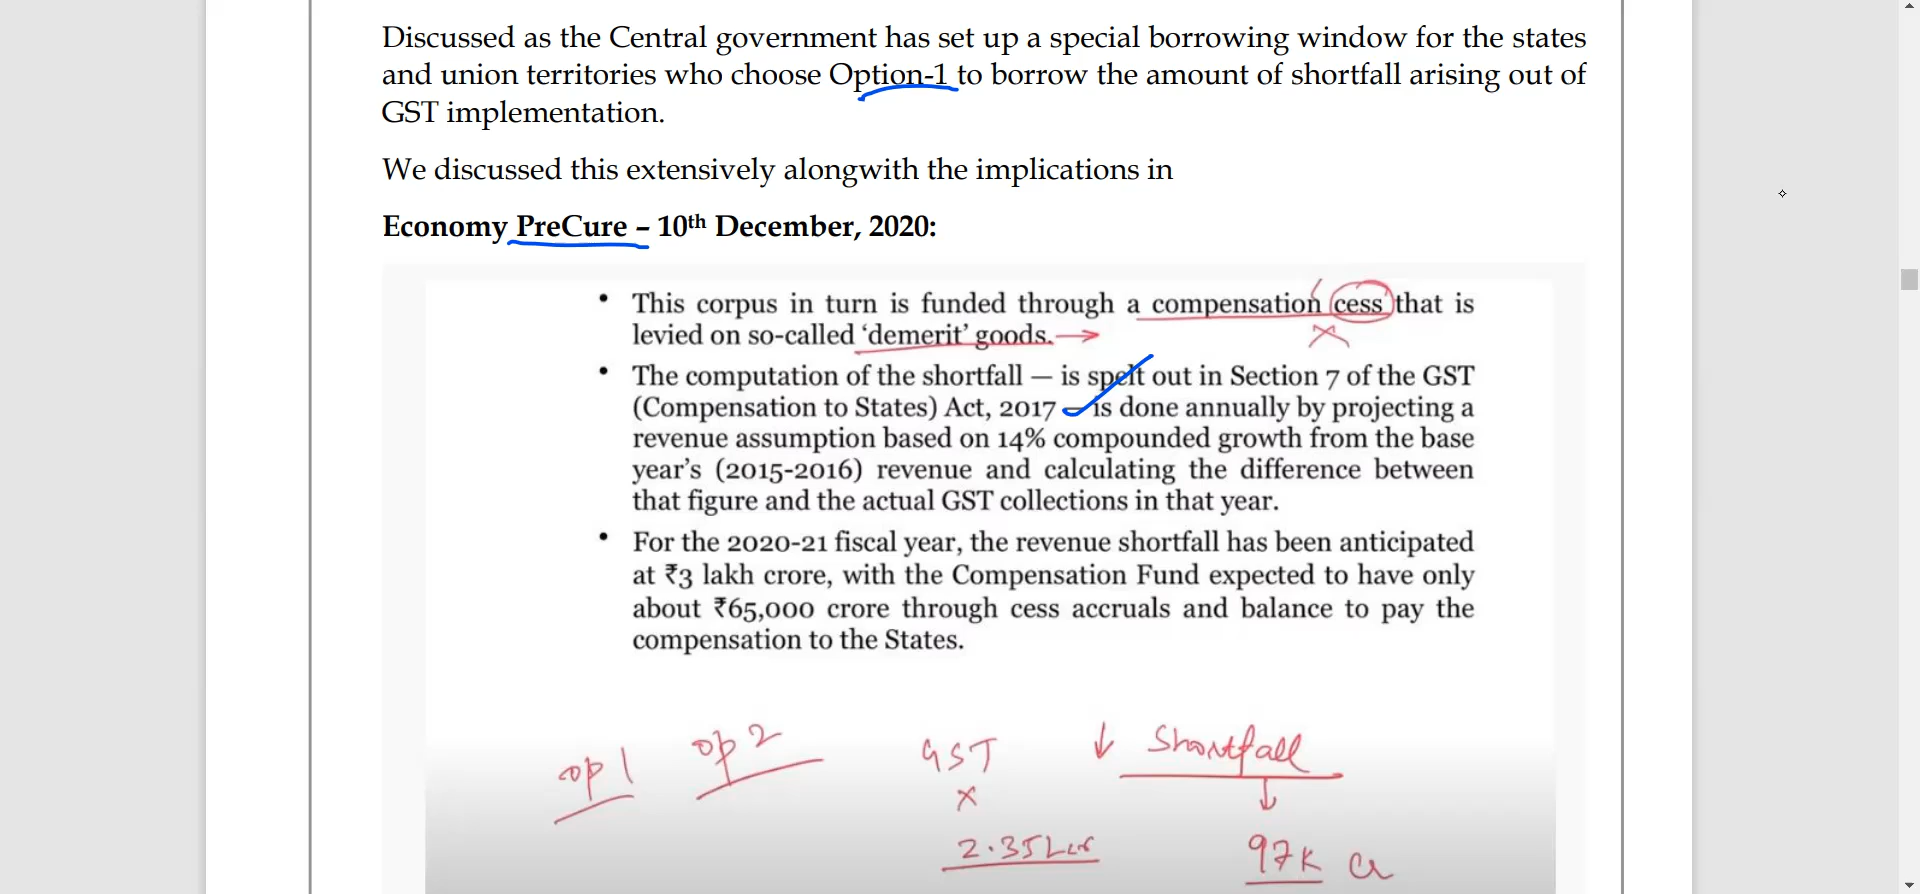 Discussed as the Central government has set up a special borrowing window for the states
and union territories who choose Option-1 to borrow the amount of shortfall arising out of
GST implementation.
We discussed this extensively alongwith the implications in
Economy PreCure – 10th December, 2020:
• This corpus in turn is funded through a compensation 'cess' that is
levied on so-called ‘demerit’ goods.
• The computation of the shortfall — is spelt out in Section 7 of the GST
(Compensation to States) Act, 2017 — is done annually by projecting a
revenue assumption based on 14% compounded growth from the base
year’s (2015-2016) revenue and calculating the difference between
that figure and the actual GST collections in that year.
• For the 2020-21 fiscal year, the revenue shortfall has been anticipated
at ₹3 lakh crore, with the Compensation Fund expected to have only
about ₹65,000 crore through cess accruals and balance to pay the
compensation to the States.
op 1 op 2 GST ↓ Shortfall
2.35 97K Cr